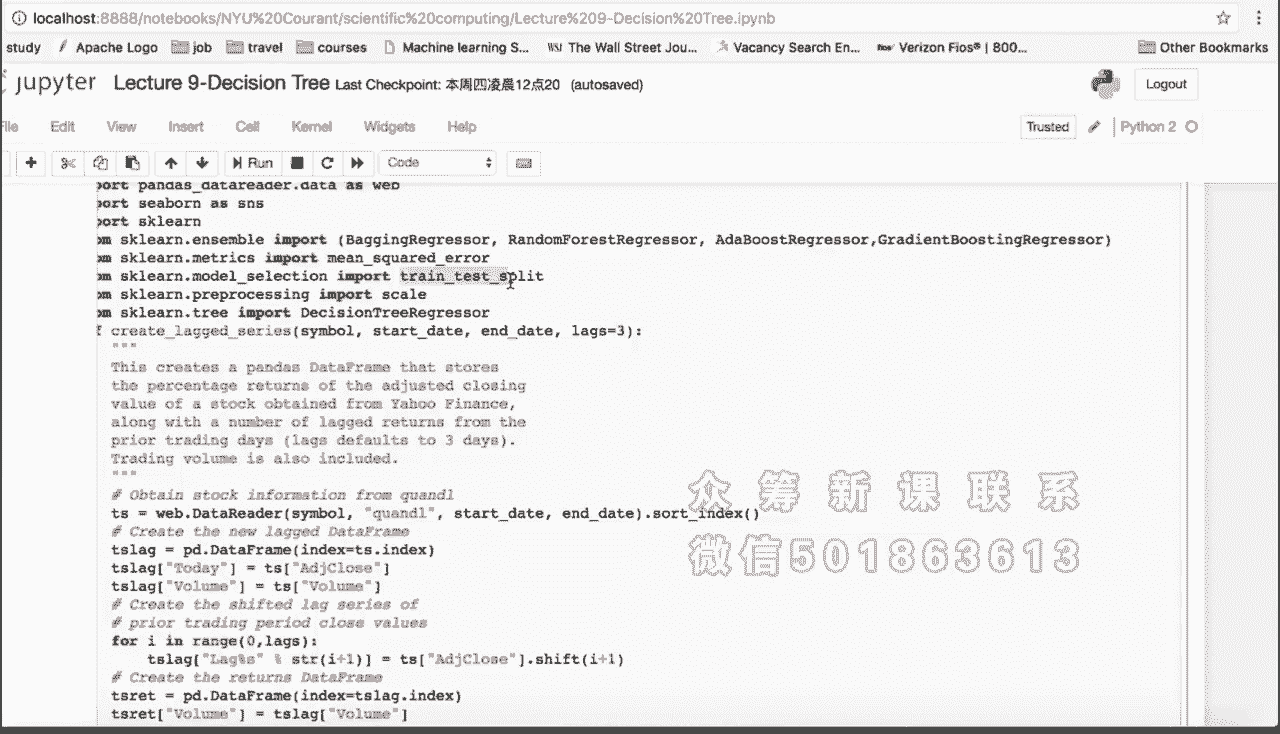 localhost:8888/notebooks/NYU%20Courant/scientific%20computing/Lecture%209-Decision%20Tree.ipynb
study Apache Logo job travel courses Machine learning S... WSJ The Wall Street Jou... Vacancy Search En... Verizon Fios® | 800... Other Bookmarks
jupyter Lecture 9-Decision Tree Last Checkpoint: 本周四凌晨12点20 (autosaved) Logout
File Edit View Insert Cell Kernel Widgets Help Trusted Python 2
Run Code
port pandas_datareader.data as web
port seaborn as sns
port sklearn
om sklearn.ensemble import (BaggingRegressor, RandomForestRegressor, AdaBoostRegressor,GradientBoostingRegressor)
om sklearn.metrics import mean_squared_error
om sklearn.model_selection import train_test_split
om sklearn.preprocessing import scale
om sklearn.tree import DecisionTreeRegressor
f create_lagged_series(symbol, start_date, end_date, lags=3):
"""
This creates a pandas DataFrame that stores
the percentage returns of the adjusted closing
value of a stock obtained from Yahoo Finance,
along with a number of lagged returns from the
prior trading days (lags defaults to 3 days).
Trading volume is also included.
"""
# Obtain stock information from quandl
ts = web.DataReader(symbol, "quandl", start_date, end_date).sort_index()
# Create the new lagged DataFrame
tslag = pd.DataFrame(index=ts.index)
tslag["Today"] = ts["AdjClose"]
tslag["Volume"] = ts["Volume"]
# Create the shifted lag series of
# prior trading period close values
for i in range(0,lags):
tslag["Lag%s" % str(i+1)] = ts["AdjClose"].shift(i+1)
# Create the returns DataFrame
tsret = pd.DataFrame(index=tslag.index)
tsret["Volume"] = tslag["Volume"]
众筹新课联系
微信501863613